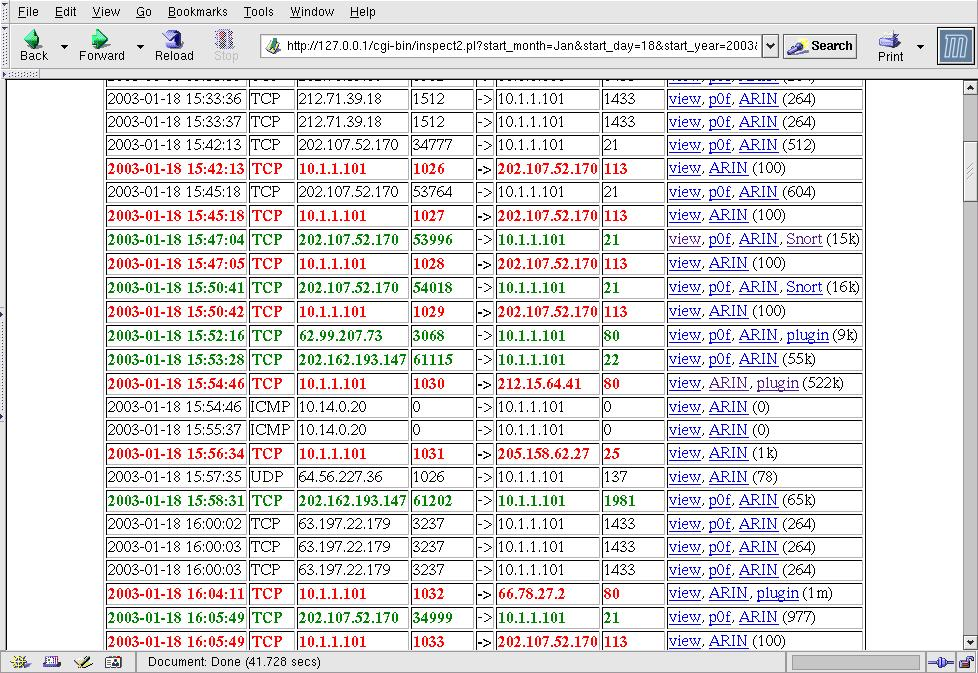 File Edit View Go Bookmarks Tools Window Help
Back Forward Reload Stop http://127.0.0.1/cgi-bin/inspect2.pl?start_month=Jan&start_day=18&start_year=2003& Search Print
2003-01-18 15:33:36 TCP 212.71.39.18 1512 -> 10.1.1.101 1433 view, p0f, ARIN (264)
2003-01-18 15:33:37 TCP 212.71.39.18 1512 -> 10.1.1.101 1433 view, p0f, ARIN (264)
2003-01-18 15:42:13 TCP 202.107.52.170 34777 -> 10.1.1.101 21 view, p0f, ARIN (512)
2003-01-18 15:42:13 TCP 10.1.1.101 1026 -> 202.107.52.170 113 view, ARIN (100)
2003-01-18 15:45:18 TCP 202.107.52.170 53764 -> 10.1.1.101 21 view, p0f, ARIN (604)
2003-01-18 15:45:18 TCP 10.1.1.101 1027 -> 202.107.52.170 113 view, ARIN (100)
2003-01-18 15:47:04 TCP 202.107.52.170 53996 -> 10.1.1.101 21 view, p0f, ARIN, Snort (15k)
2003-01-18 15:47:05 TCP 10.1.1.101 1028 -> 202.107.52.170 113 view, ARIN (100)
2003-01-18 15:50:41 TCP 202.107.52.170 54018 -> 10.1.1.101 21 view, p0f, ARIN, Snort (16k)
2003-01-18 15:50:42 TCP 10.1.1.101 1029 -> 202.107.52.170 113 view, ARIN (100)
2003-01-18 15:52:16 TCP 62.99.207.73 3068 -> 10.1.1.101 80 view, p0f, ARIN, plugin (9k)
2003-01-18 15:53:28 TCP 202.162.193.147 61115 -> 10.1.1.101 22 view, p0f, ARIN (55k)
2003-01-18 15:54:46 TCP 10.1.1.101 1030 -> 212.15.64.41 80 view, ARIN, plugin (522k)
2003-01-18 15:54:46 ICMP 10.14.0.20 0 -> 10.1.1.101 0 view, ARIN (0)
2003-01-18 15:55:37 ICMP 10.14.0.20 0 -> 10.1.1.101 0 view, ARIN (0)
2003-01-18 15:56:34 TCP 10.1.1.101 1031 -> 205.158.62.27 25 view, ARIN (1k)
2003-01-18 15:57:35 UDP 64.56.227.36 1026 -> 10.1.1.101 137 view, ARIN (78)
2003-01-18 15:58:31 TCP 202.162.193.147 61202 -> 10.1.1.101 1981 view, p0f, ARIN (65k)
2003-01-18 16:00:02 TCP 63.197.22.179 3237 -> 10.1.1.101 1433 view, p0f, ARIN (264)
2003-01-18 16:00:03 TCP 63.197.22.179 3237 -> 10.1.1.101 1433 view, p0f, ARIN (264)
2003-01-18 16:00:03 TCP 63.197.22.179 3237 -> 10.1.1.101 1433 view, p0f, ARIN (264)
2003-01-18 16:04:11 TCP 10.1.1.101 1032 -> 66.78.27.2 80 view, ARIN, plugin (1m)
2003-01-18 16:05:49 TCP 202.107.52.170 34999 -> 10.1.1.101 21 view, p0f, ARIN (977)
2003-01-18 16:05:49 TCP 10.1.1.101 1033 -> 202.107.52.170 113 view, ARIN (100)
Document: Done (41.728 secs)